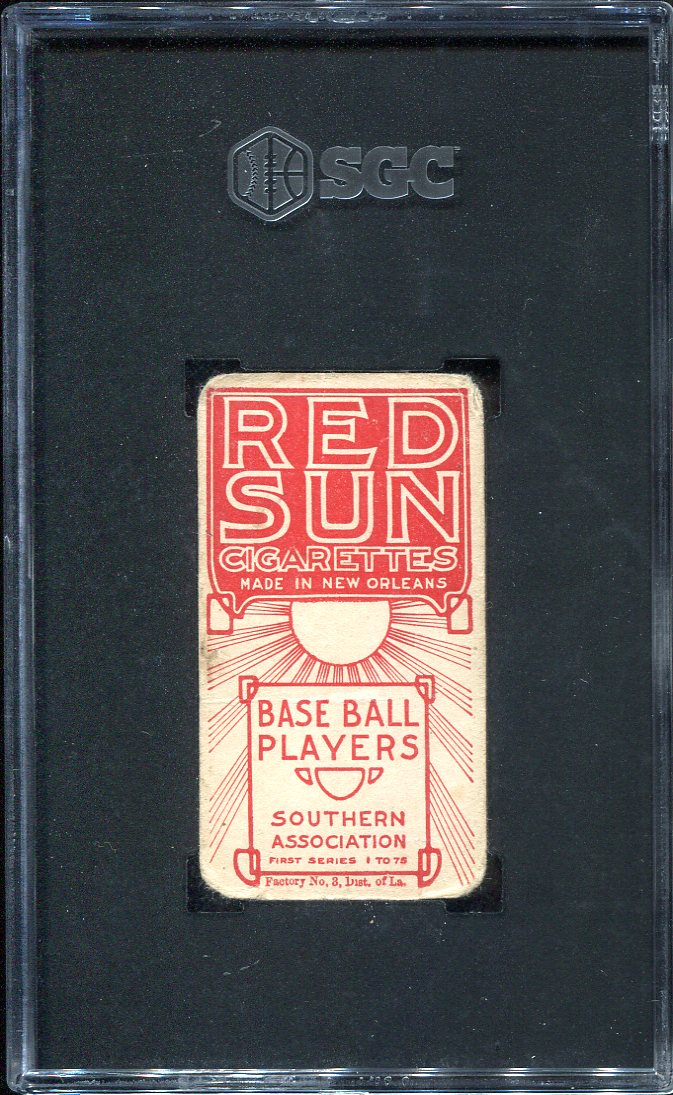 SGC
RED
SUN
CIGARETTES
MADE IN NEW ORLEANS
BASE BALL
PLAYERS
SOUTHERN
ASSOCIATION
FIRST SERIES 1 TO 75
Factory No, 3, Dist. of La.